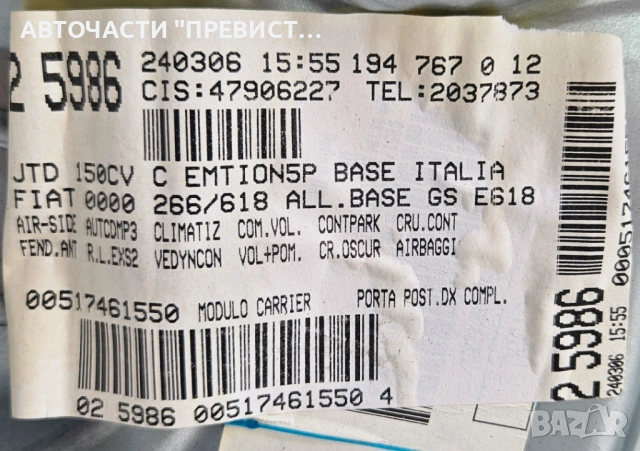 АВТОЧАСТИ "ПРЕВИСТ...
2 5986 240306 15:55 194 767 0 12
CIS:47906227 TEL:2037873
JTD 150CV C EMTION5P BASE ITALIA
FIAT 0000 266/618 ALL.BASE GS E618
AIR-SIDE AUTCDMP3 CLIMATIZ COM.VOL. CONTPARK CRU.CONT
FEND.ANT R.L.EXS2 VEDYNCON VOL+POM. CR.OSCUR AIRBAGGI
00517461550 MODULO CARRIER PORTA POST.DX COMPL.
02 5986 00517461550 4
2 5986
240306 15:55
BAZAR